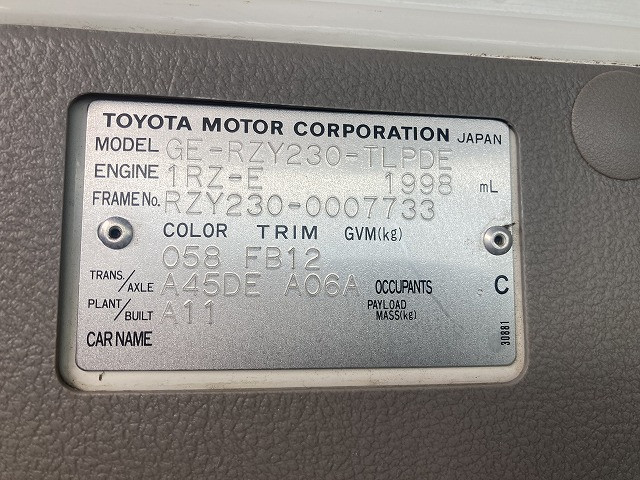 TOYOTA MOTOR CORPORATION JAPAN
MODEL GE-RZY230-TLPDE
ENGINE 1RZ-E 1998 mL
FRAME No. RZY230-0007733
COLOR TRIM GVM(kg)
058 FB12
TRANS./AXLE A45DE A06A OCCUPANTS C
PLANT/BUILT A11 PAYLOAD MASS(kg)
CAR NAME
30881